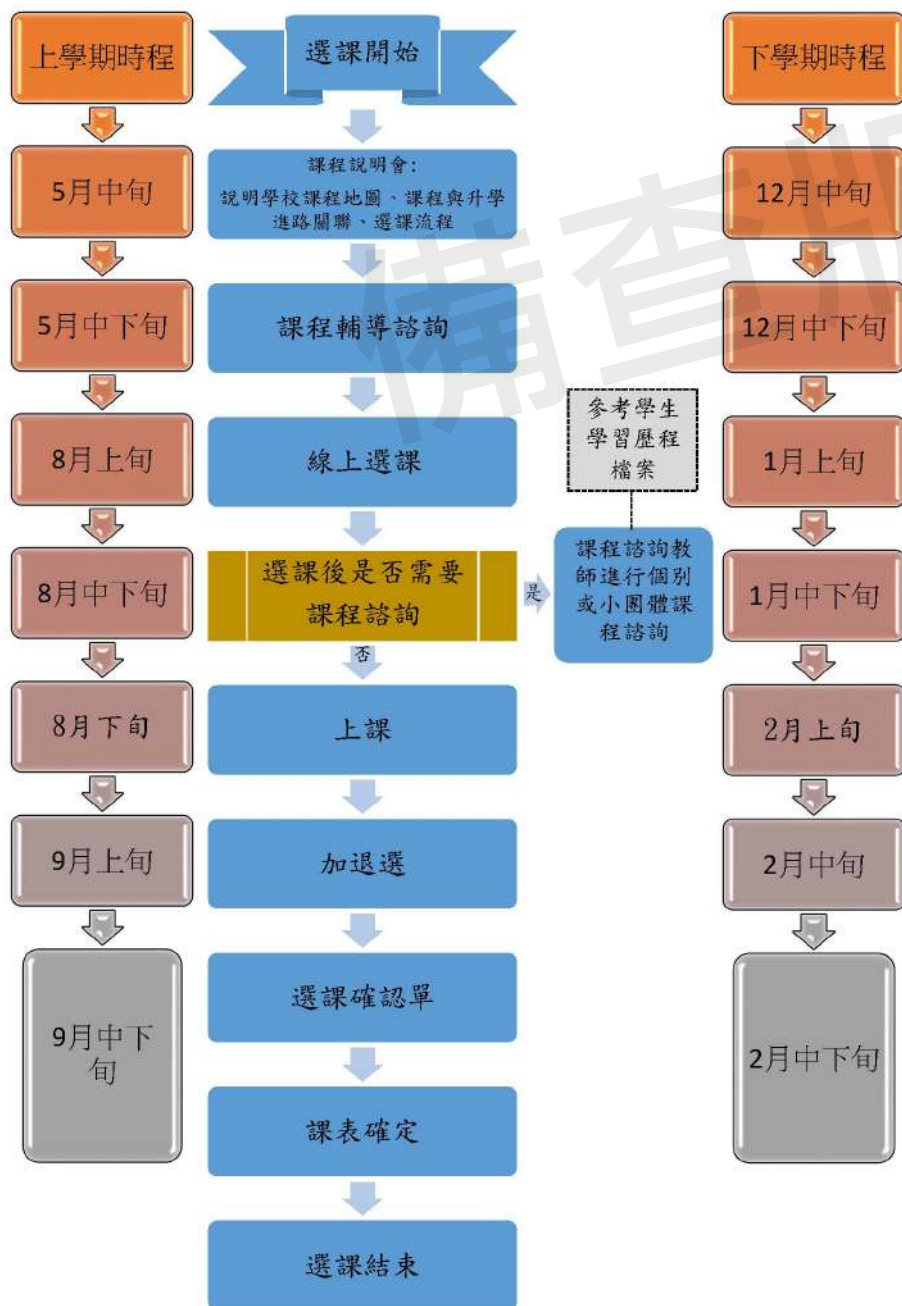 上學期時程
5月中旬
5月中下旬
8月上旬
8月中下旬
8月下旬
9月上旬
9月中下
旬
選課開始
課程說明會:
說明學校課程地圖、課程與升學
進路關聯、選課流程
課程輔導諮詢
線上選課
選課後是否需要
課程諮詢
是
否
參考學生
學習歷程
檔案
課程諮詢教
師進行個別
或小團體課
程諮詢
上課
加退選
選課確認單
課表確定
選課結束
下學期時程
12月中旬
12月中下旬
1月上旬
1月中下旬
2月上旬
2月中旬
2月中下旬
備查版